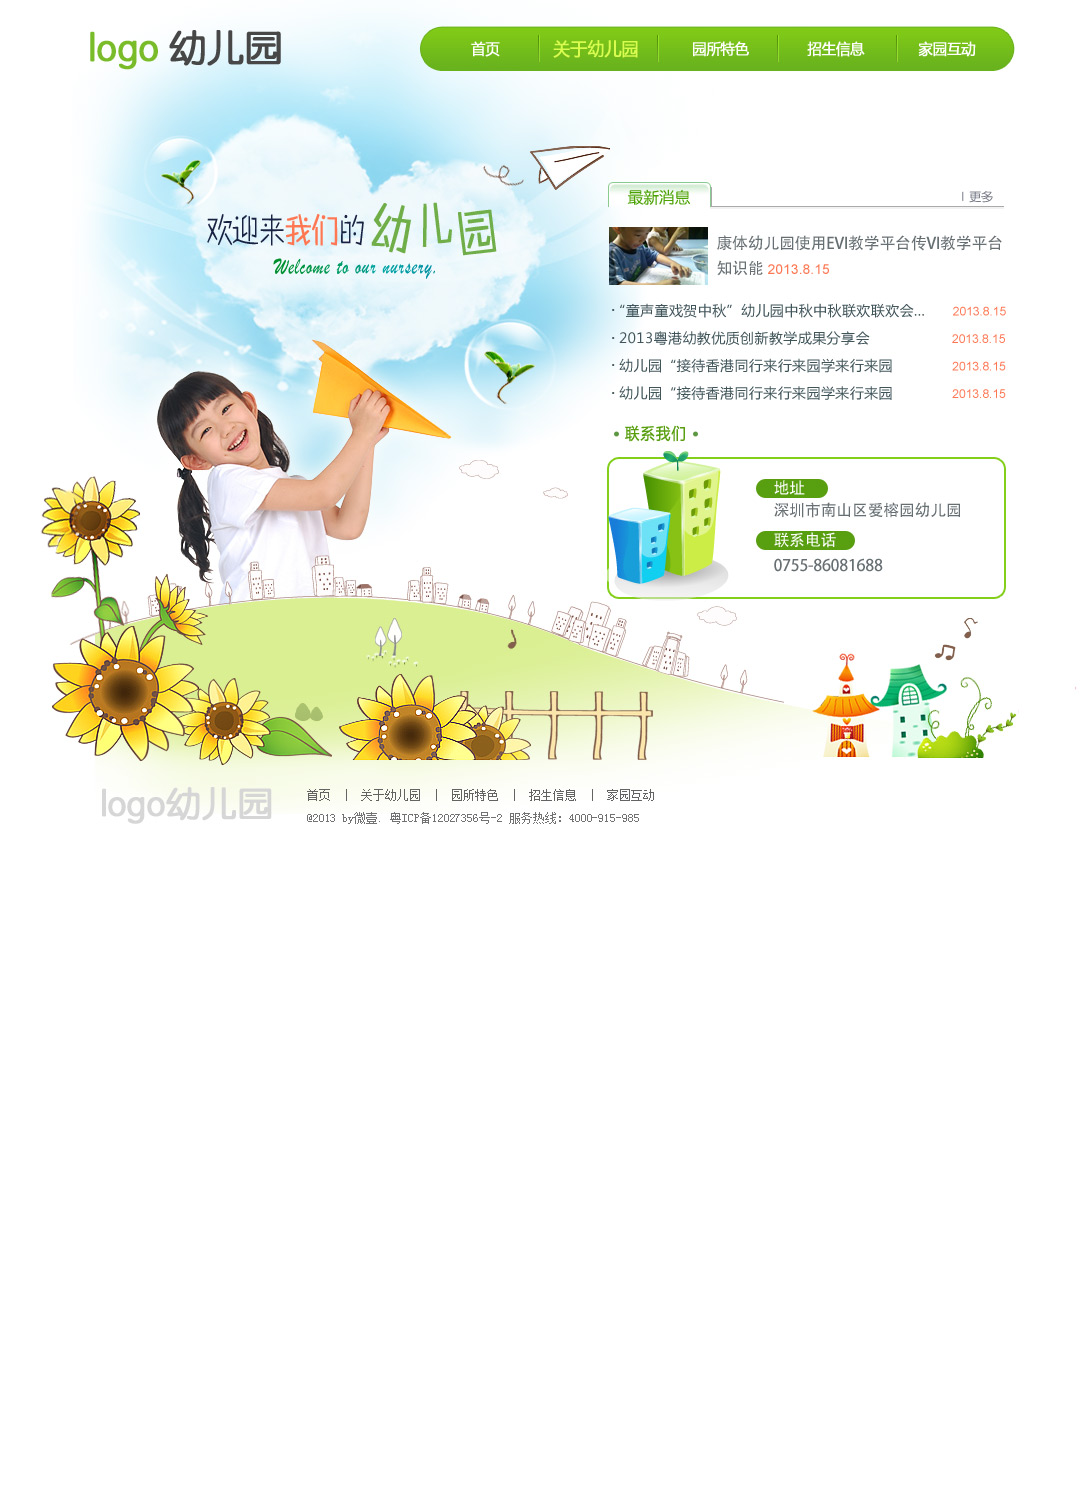 logo 幼儿园
首页 关于幼儿园 园所特色 招生信息 家园互动
欢迎来我们的幼儿园
Welcome to our nursery.
最新消息
| 更多
康体幼儿园使用EVI教学平台传VI教学平台
知识能 2013.8.15
·“童声童戏贺中秋”幼儿园中秋中秋联欢联欢会... 2013.8.15
·2013粤港幼教优质创新教学成果分享会 2013.8.15
·幼儿园“接待香港同行来行来园学来行来园 2013.8.15
·幼儿园“接待香港同行来行来园学来行来园 2013.8.15
• 联系我们 •
地址
深圳市南山区爱榕园幼儿园
联系电话
0755-86081688
logo幼儿园
首页 | 关于幼儿园 | 园所特色 | 招生信息 | 家园互动
@2013 by微壹. 粤ICP备12027356号-2 服务热线: 4000-915-985